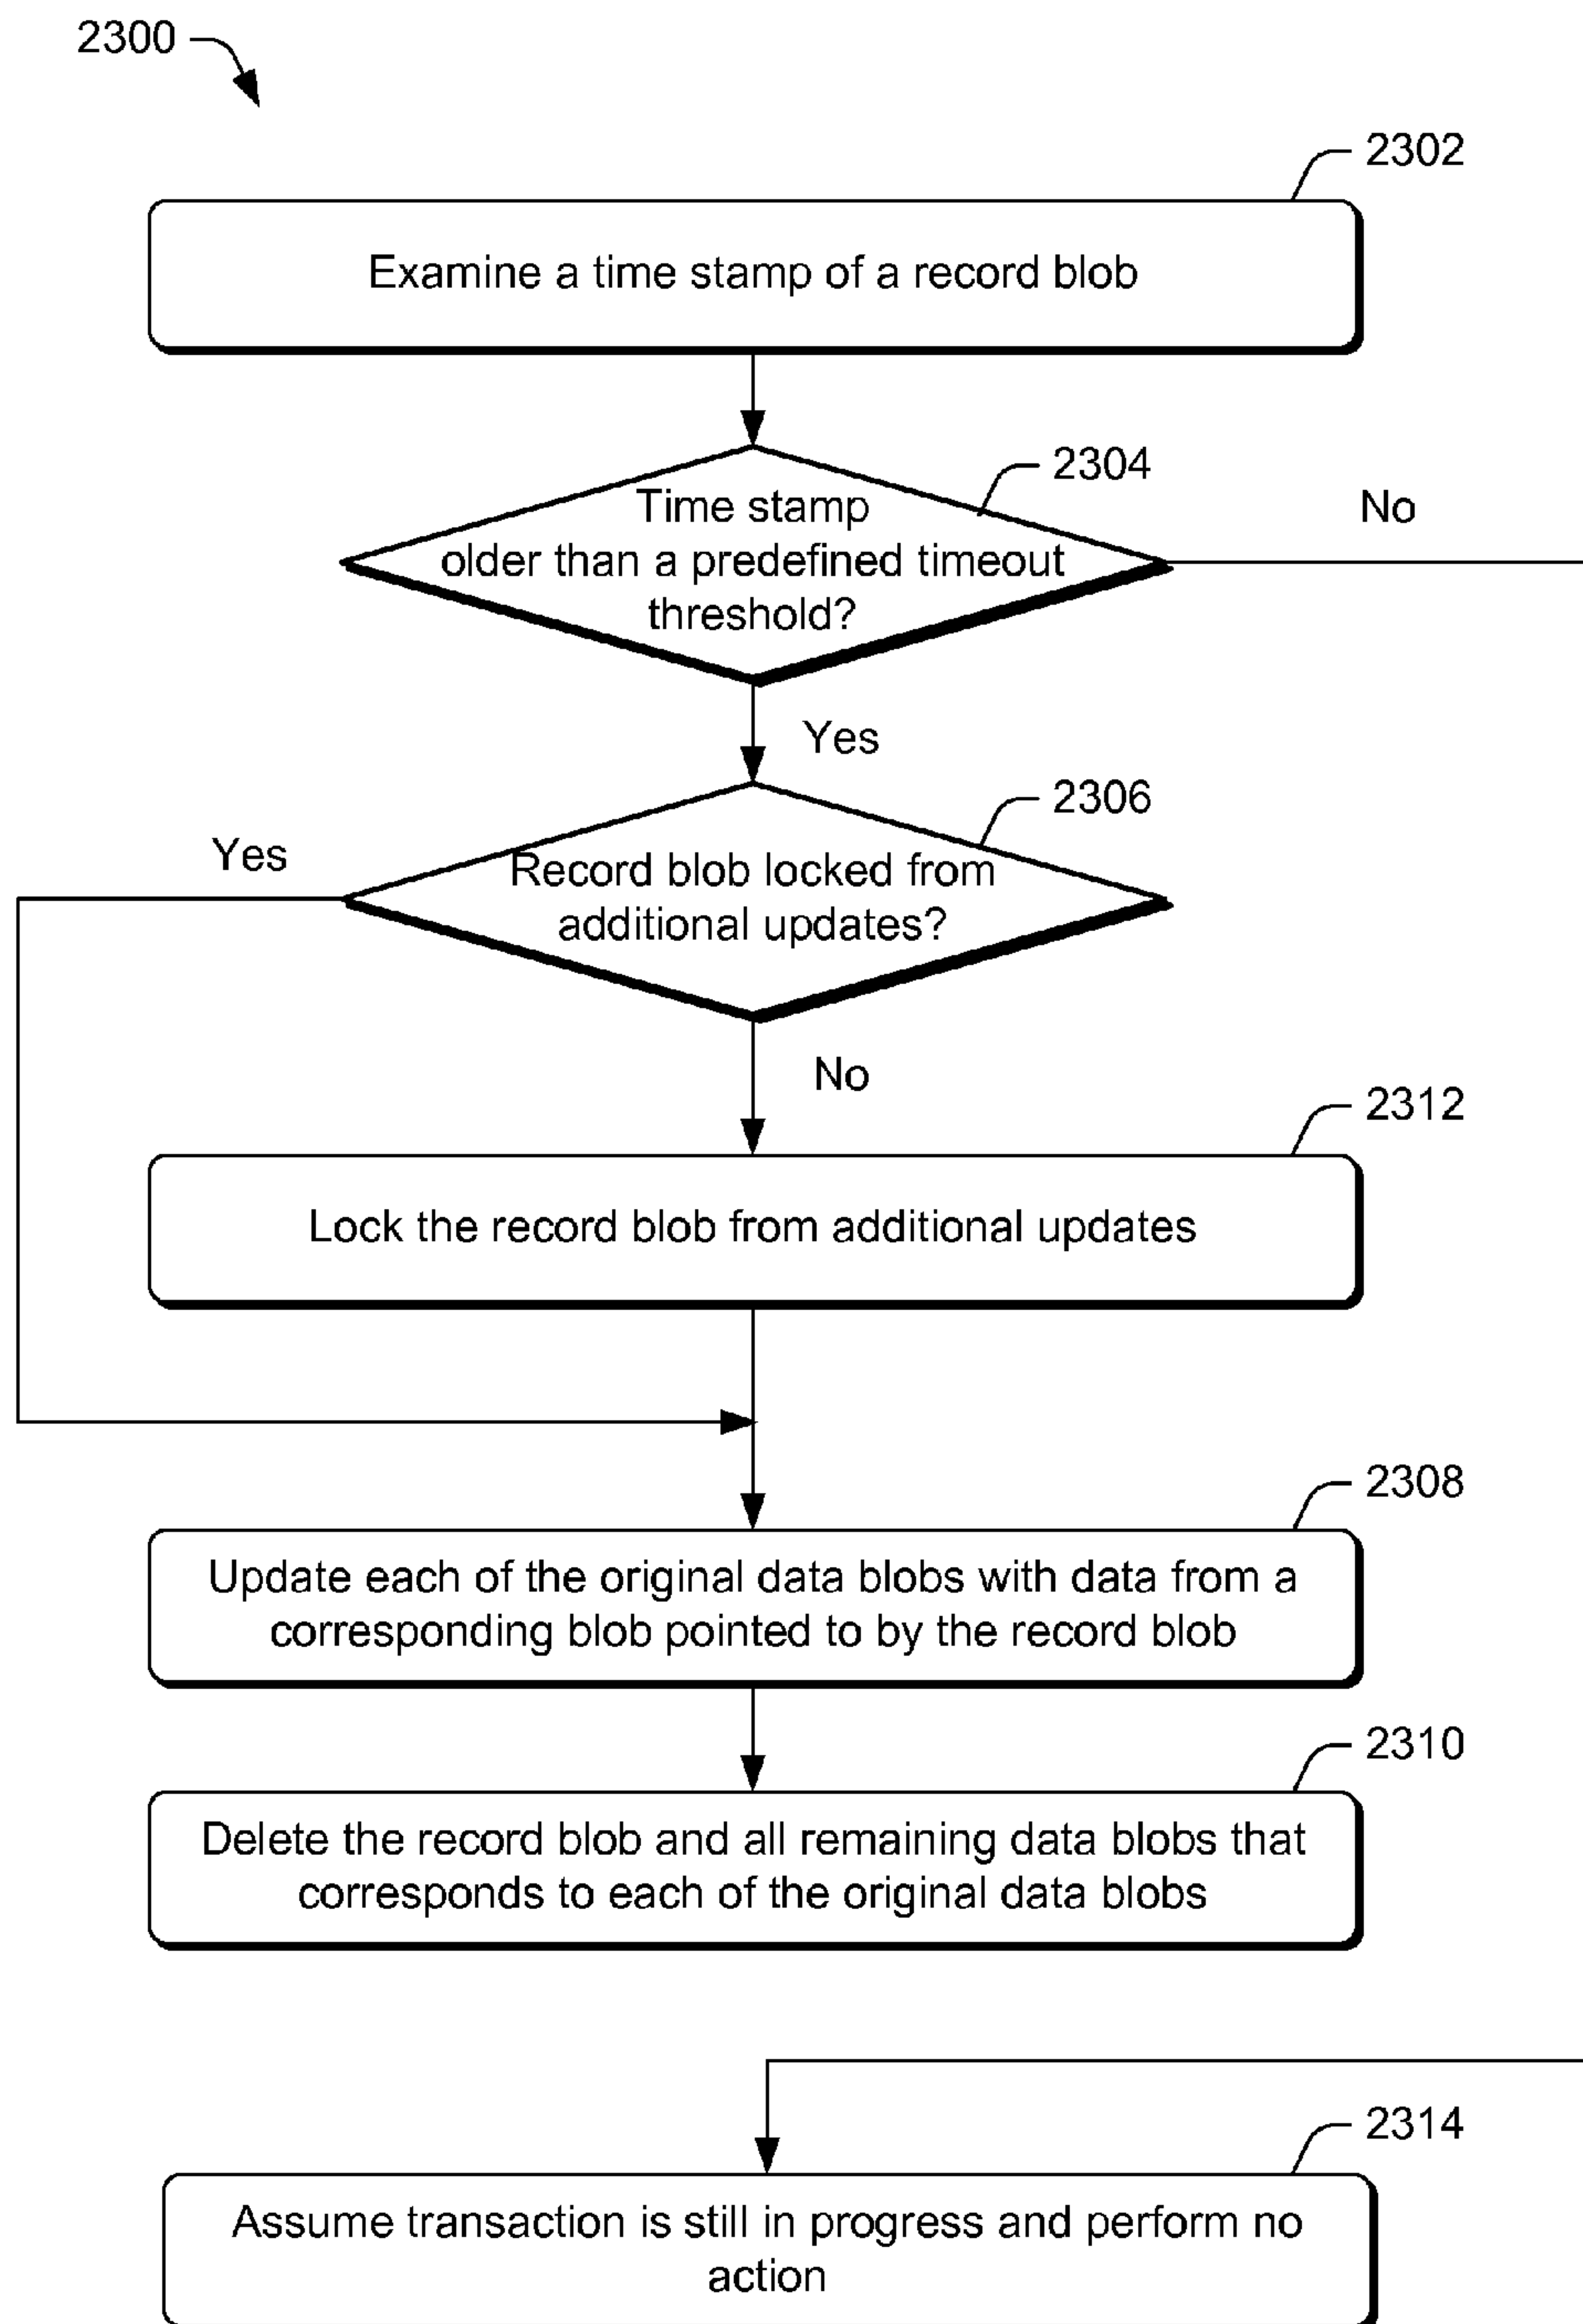 2300
2302
Examine a time stamp of a record blob
2304
Time stamp
older than a predefined timeout
threshold?
No
Yes
2306
Yes
Record blob locked from
additional updates?
No
2312
Lock the record blob from additional updates
2308
Update each of the original data blobs with data from a
corresponding blob pointed to by the record blob
2310
Delete the record blob and all remaining data blobs that
corresponds to each of the original data blobs
2314
Assume transaction is still in progress and perform no
action